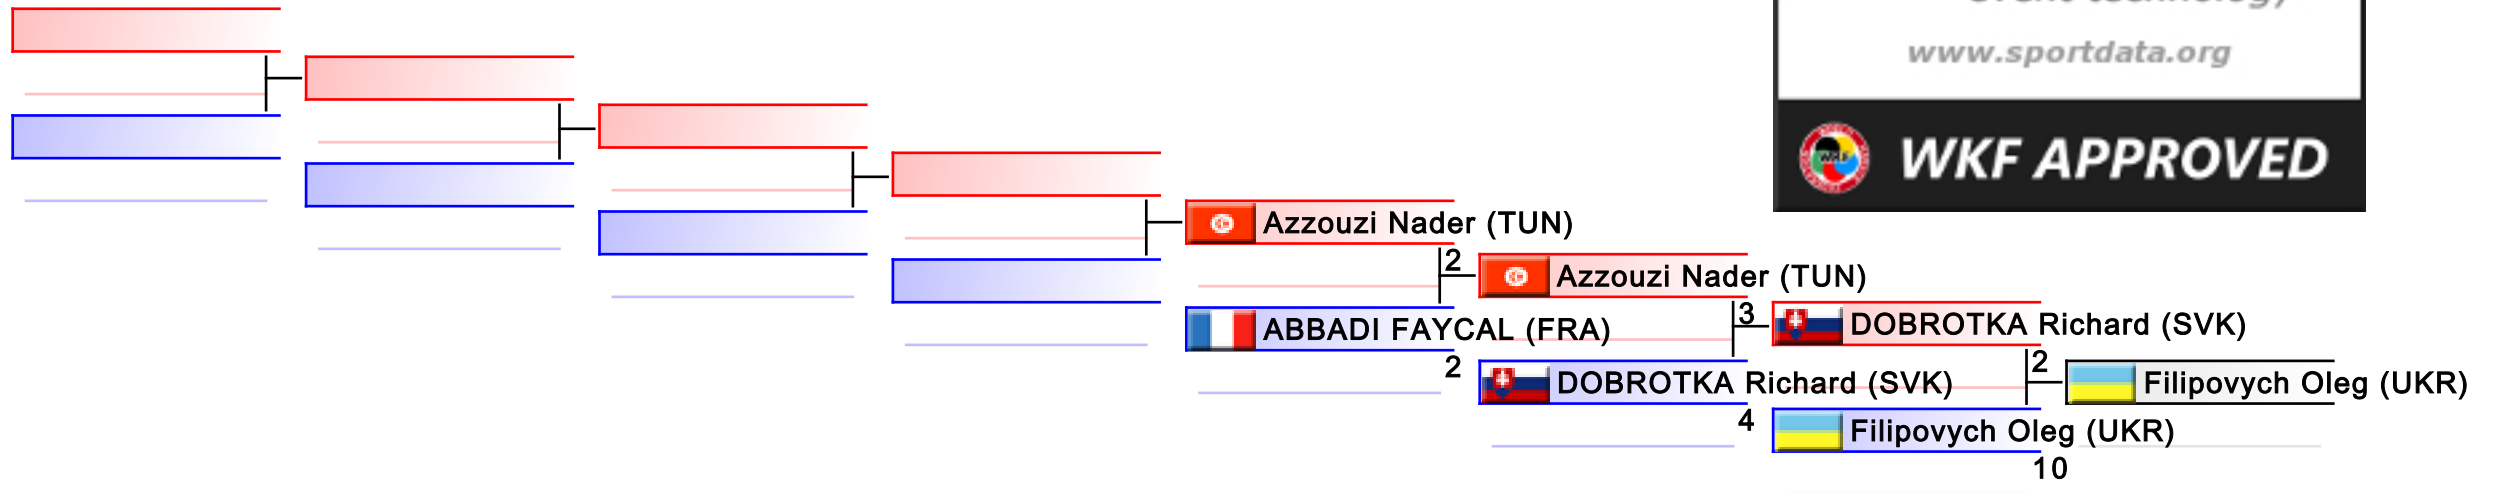 www.sportdata.org
WKF APPROVED
Azzouzi Nader (TUN)
2
Azzouzi Nader (TUN)
ABBADI FAYCAL (FRA)
3
DOBROTKA Richard (SVK)
2
DOBROTKA Richard (SVK)
2
Filipovych Oleg (UKR)
4
Filipovych Oleg (UKR)
10